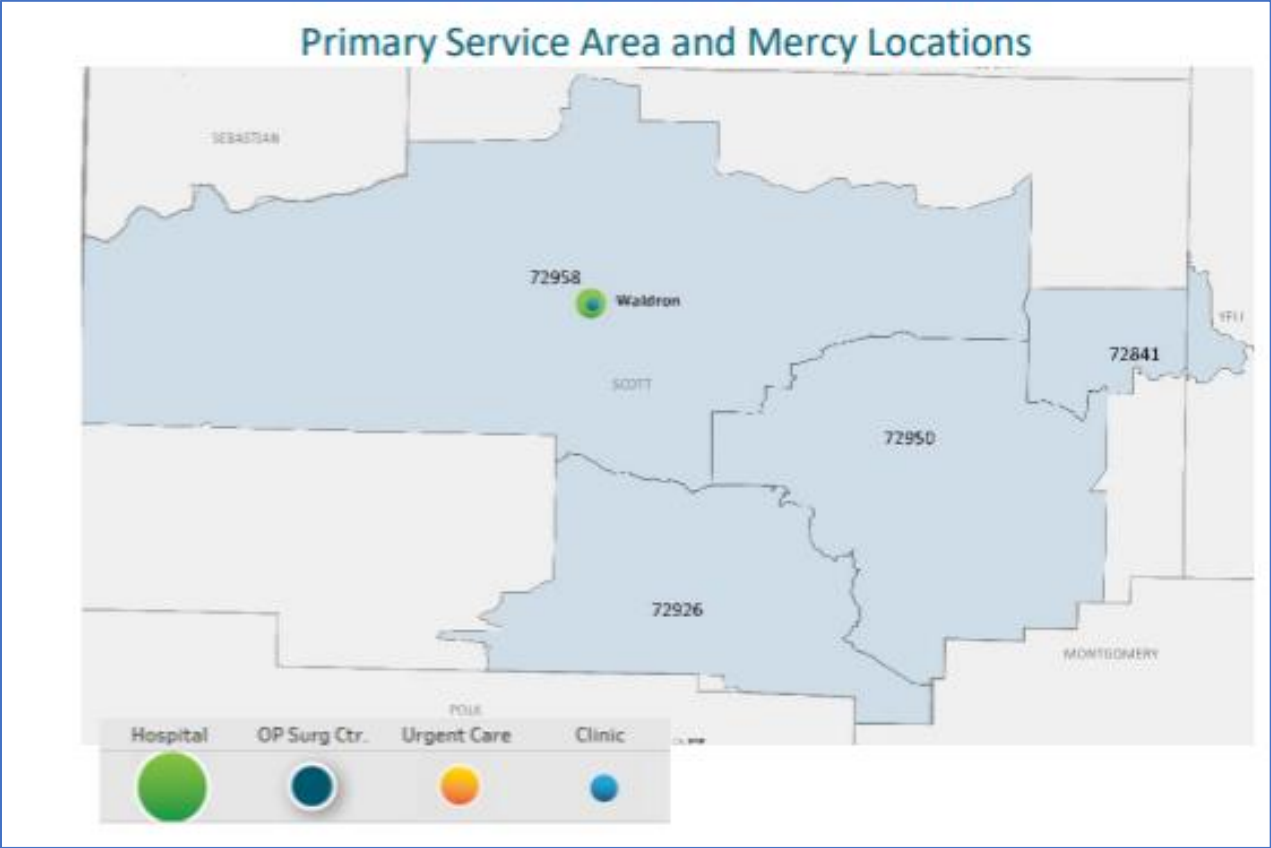 Primary Service Area and Mercy Locations
SEBASTIAN
72958
Waldron
SCOTT
72841
72950
72926
MONTGOMERY
POLK
Hospital OP Surg Ctr. Urgent Care Clinic